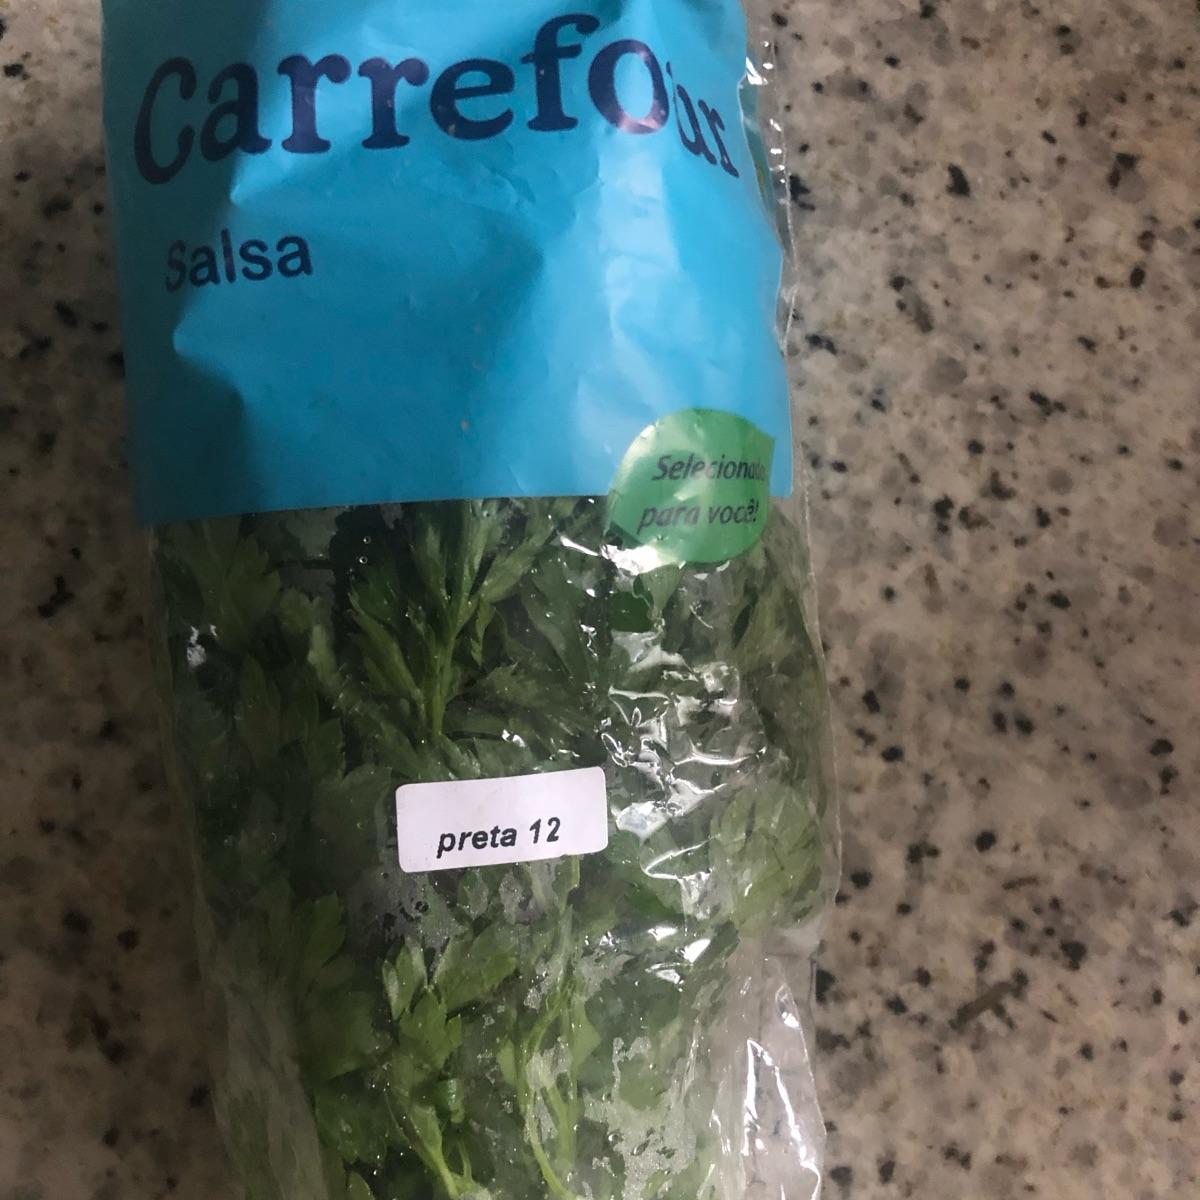 Carrefour
Salsa
Selecionado
para você!
preta 12